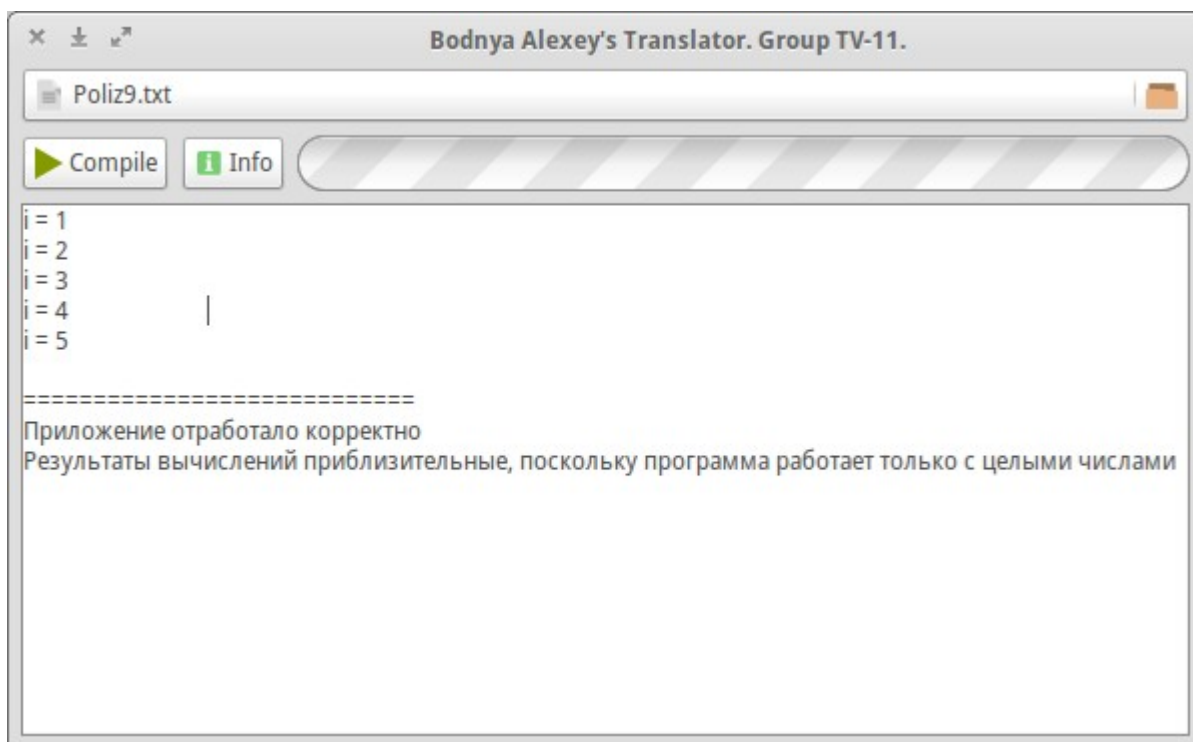 Bodnya Alexey's Translator. Group TV-11.
Poliz9.txt
Compile
Info
i = 1
i = 2
i = 3
i = 4
i = 5
============================
Приложение отработало корректно
Результаты вычислений приблизительные, поскольку программа работает только с целыми числами